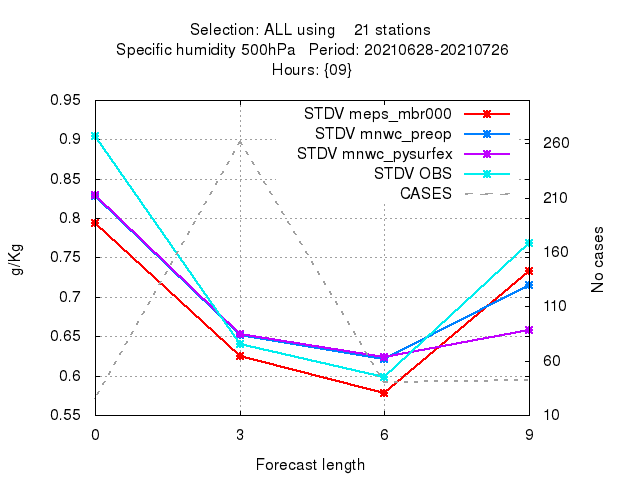 Selection: ALL using    21 stations
Specific humidity 500hPa   Period: 20210628-20210726
Hours: {09}
STDV meps_mbr000
STDV mnwc_preop
STDV mnwc_pysurfex
STDV OBS
CASES
0.95
0.9
0.85
0.8
0.75
0.7
0.65
0.6
0.55
g/Kg
260
210
160
110
60
10
No cases
0 3 6 9
Forecast length